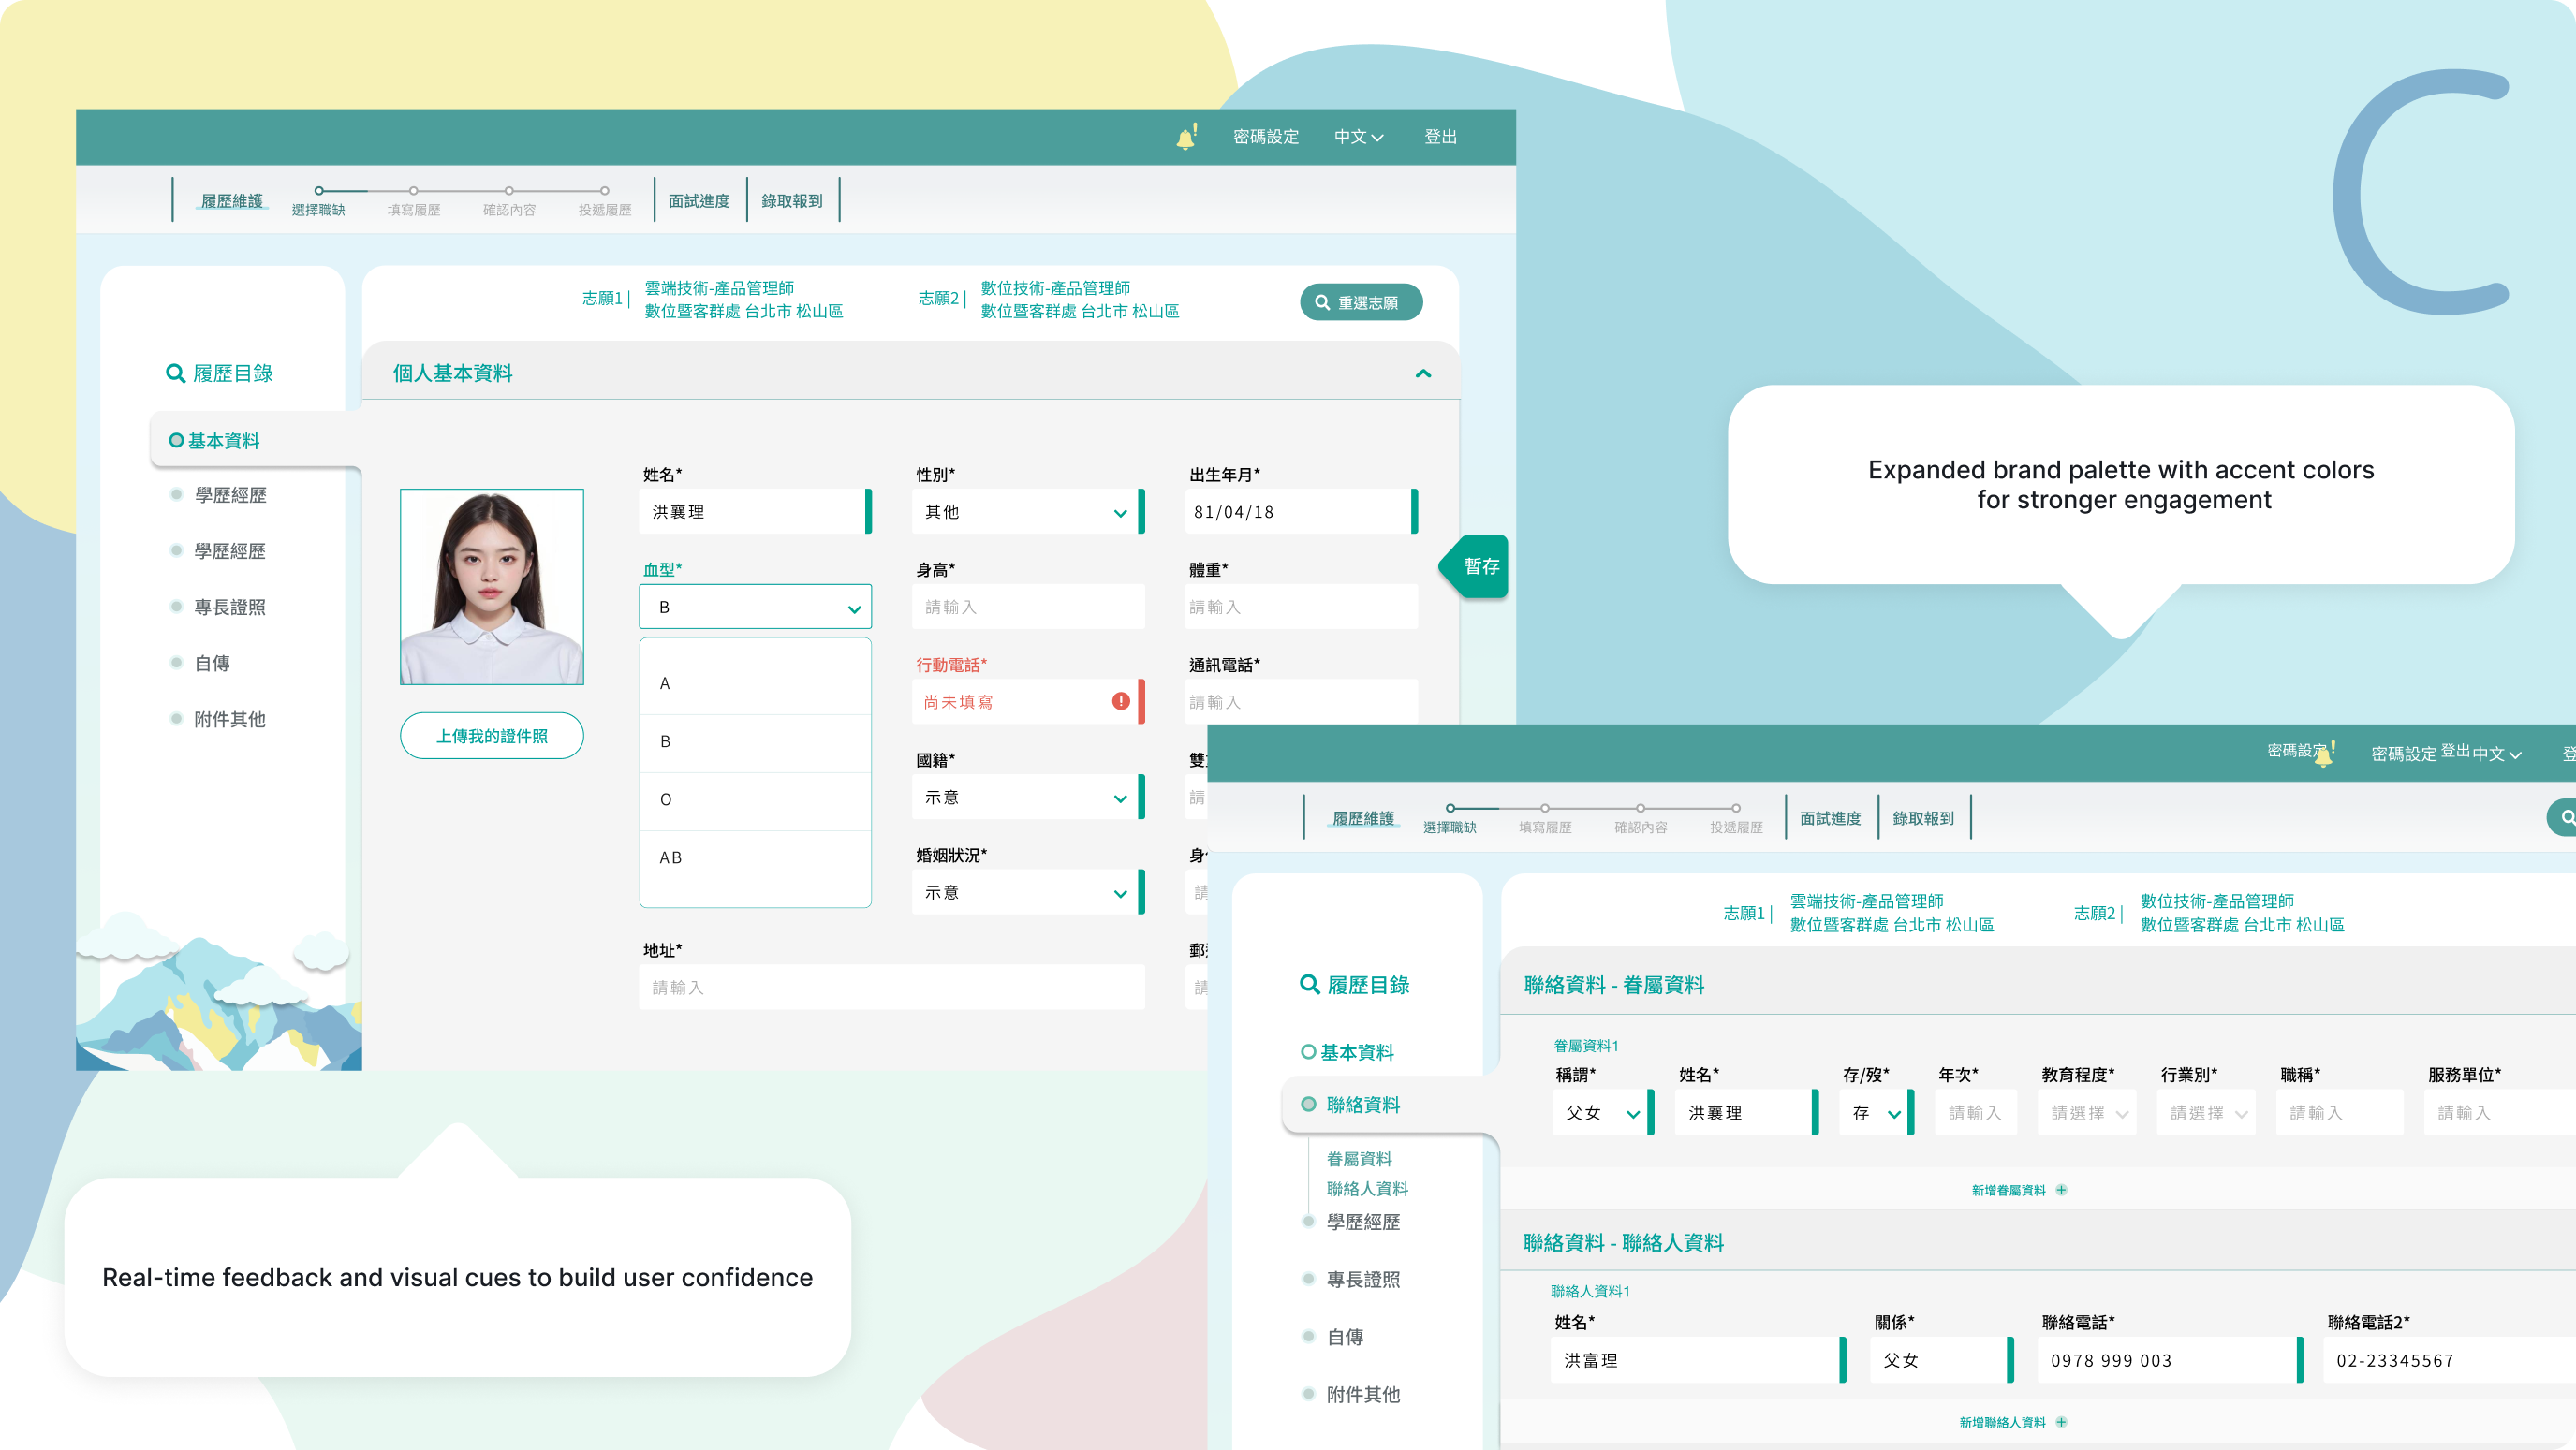 密碼設定 中文 登出
履歷維護 選擇職缺 填寫履歷 確認內容 投遞履歷 面試進度 錄取報到
志願1 | 雲端技術-產品管理師
數位暨客群處 台北市 松山區
志願2 | 數位技術-產品管理師
數位暨客群處 台北市 松山區
重選志願
履歷目錄
基本資料
學歷經歷
學歷經歷
專長證照
自傳
附件其他
個人基本資料
上傳我的證件照
姓名* 性別* 出生年月*
洪襄理 其他 81/04/18
血型* 身高* 體重*
B 請輸入 請輸入
A
B
O
AB
行動電話* 通訊電話*
尚未填寫 請輸入
國籍* 雙
示意 請
婚姻狀況* 身
示意 請
地址*
請輸入 請
暫存
Expanded brand palette with accent colors
for stronger engagement
Real-time feedback and visual cues to build user confidence
密碼設定 密碼設定 登出 中文 登
履歷維護 選擇職缺 填寫履歷 確認內容 投遞履歷 面試進度 錄取報到
志願1 | 雲端技術-產品管理師
數位暨客群處 台北市 松山區
志願2 | 數位技術-產品管理師
數位暨客群處 台北市 松山區
履歷目錄
基本資料
聯絡資料
眷屬資料
聯絡人資料
學歷經歷
專長證照
自傳
附件其他
聯絡資料 - 眷屬資料
眷屬資料1
稱謂* 姓名* 存/歿* 年次* 教育程度* 行業別* 職稱* 服務單位*
父女 洪襄理 存 請輸入 請選擇 請選擇 請輸入 請輸入
新增眷屬資料
聯絡資料 - 聯絡人資料
聯絡人資料1
姓名* 關係* 聯絡電話* 聯絡電話2*
洪富理 父女 0978 999 003 02-23345567
新增聯絡人資料